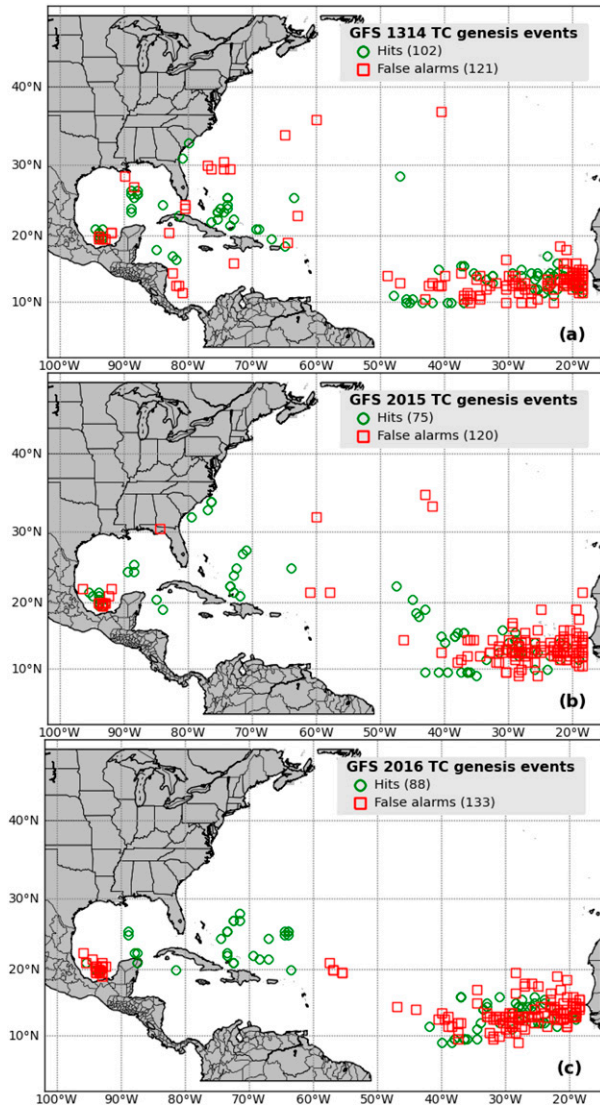 GFS 1314 TC genesis events
Hits (102)
False alarms (121)
40°N
30°N
20°N
10°N
(a)
100°W 90°W 80°W 70°W 60°W 50°W 40°W 30°W 20°W
GFS 2015 TC genesis events
Hits (75)
False alarms (120)
40°N
30°N
20°N
10°N
(b)
100°W 90°W 80°W 70°W 60°W 50°W 40°W 30°W 20°W
GFS 2016 TC genesis events
Hits (88)
False alarms (133)
40°N
30°N
20°N
10°N
(c)
100°W 90°W 80°W 70°W 60°W 50°W 40°W 30°W 20°W